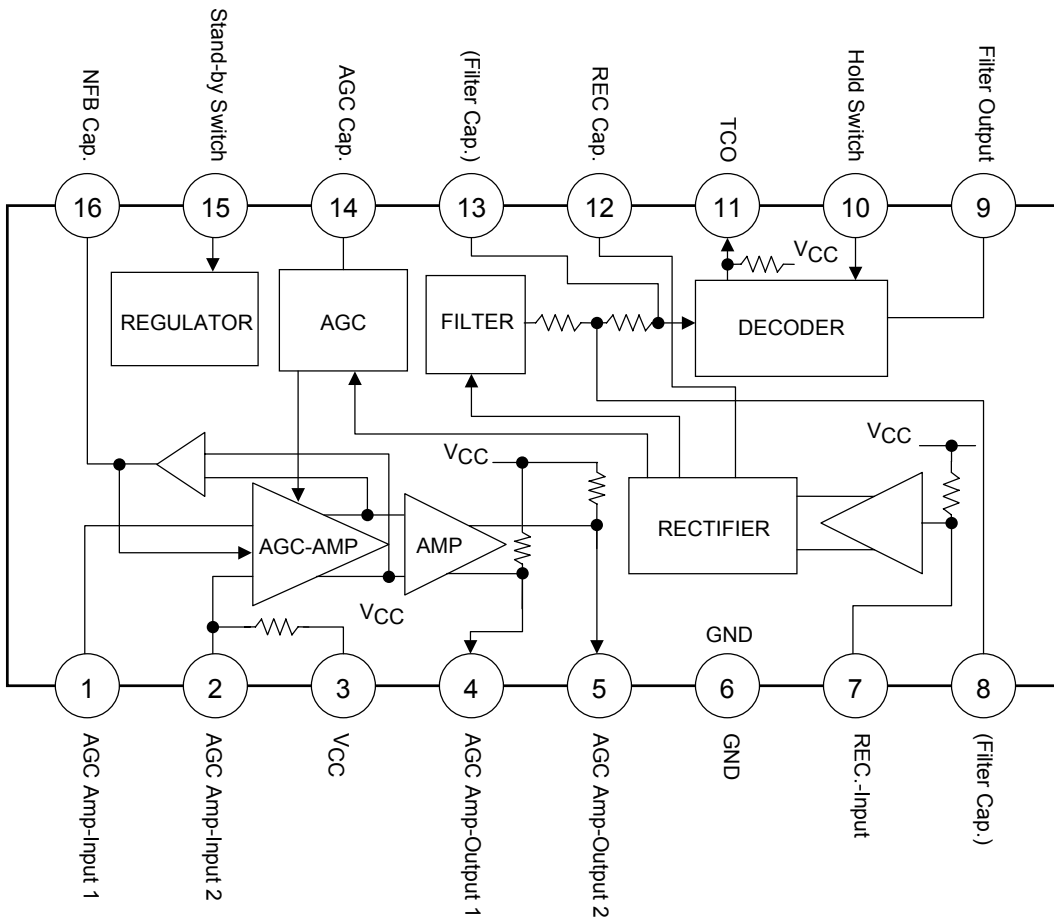 NFB Cap.
Stand-by Switch
AGC Cap.
(Filter Cap.)
REC Cap.
TCO
Hold Switch
Filter Output
16
15
14
13
12
11
10
9
VCC
REGULATOR
AGC
FILTER
DECODER
VCC
VCC
RECTIFIER
AGC-AMP
AMP
VCC
GND
1
2
3
4
5
6
7
8
AGC Amp-Input 1
AGC Amp-Input 2
VCC
AGC Amp-Output 1
AGC Amp-Output 2
GND
REC.-Input
(Filter Cap.)